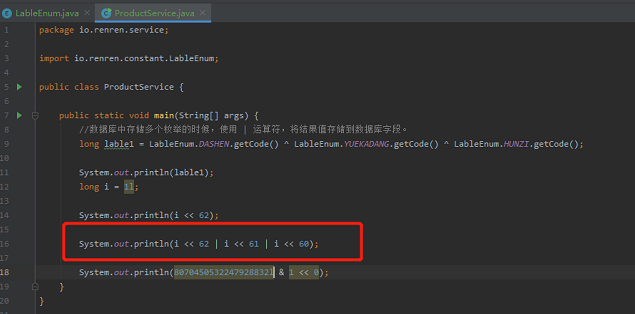 LableEnum.java × ProductService.java ×
1 package io.renren.service;
2
3 import io.renren.constant.LableEnum;
4
5 public class ProductService {
6
7 public static void main(String[] args) {
8 //数据库中存储多个枚举的时候，使用 | 运算符，将结果值存储到数据库字段。
9 long lable1 = LableEnum.DASHEN.getCode() ^ LableEnum.YUEKADANG.getCode() ^ LableEnum.HUNZI.getCode();
10
11 System.out.println(lable1);
12 long i = 1l;
13
14 System.out.println(i << 62);
15
16 System.out.println(i << 62 | i << 61 | i << 60);
17
18 System.out.println(8070450532247928832l & 1 << 0);
19 }
20 }